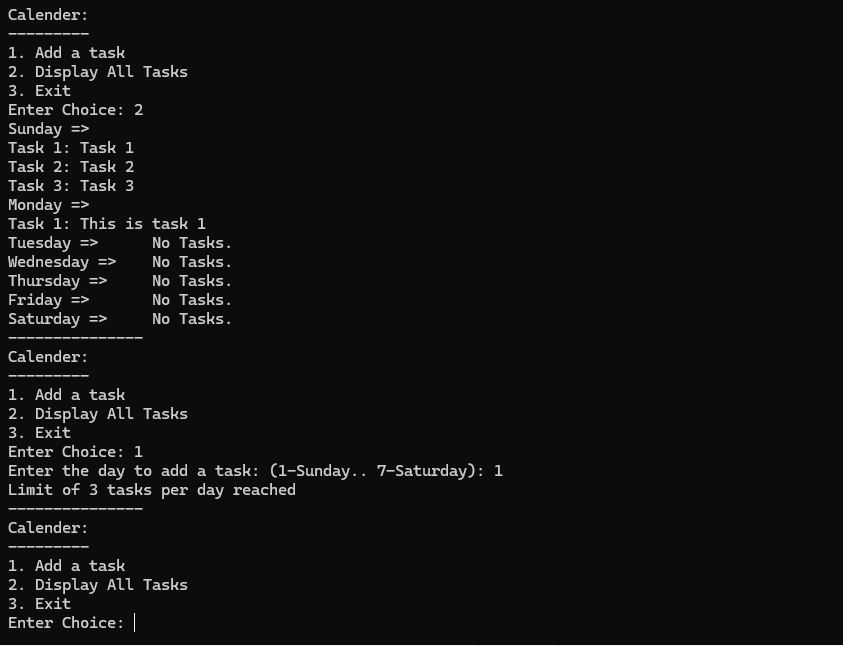 Calender:
---------
1. Add a task
2. Display All Tasks
3. Exit
Enter Choice: 2
Sunday =>
Task 1: Task 1
Task 2: Task 2
Task 3: Task 3
Monday =>
Task 1: This is task 1
Tuesday =>      No Tasks.
Wednesday =>    No Tasks.
Thursday =>     No Tasks.
Friday =>       No Tasks.
Saturday =>     No Tasks.
---------------
Calender:
---------
1. Add a task
2. Display All Tasks
3. Exit
Enter Choice: 1
Enter the day to add a task: (1-Sunday.. 7-Saturday): 1
Limit of 3 tasks per day reached
---------------
Calender:
---------
1. Add a task
2. Display All Tasks
3. Exit
Enter Choice: